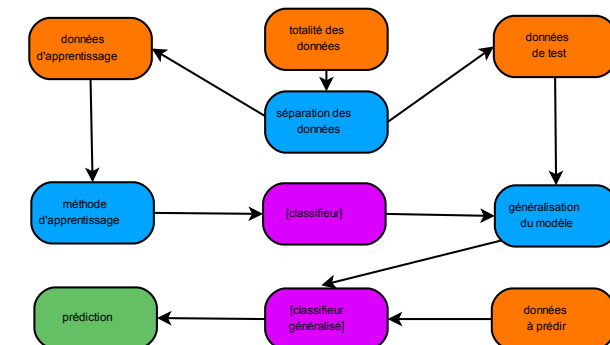 données
d'apprentissage
totalité des
données
données
de test
séparation des
données
méthode
d'apprentissage
[classifieur]
généralisation
du modèle
prédiction
[classifieur
généralisé]
données
à prédir